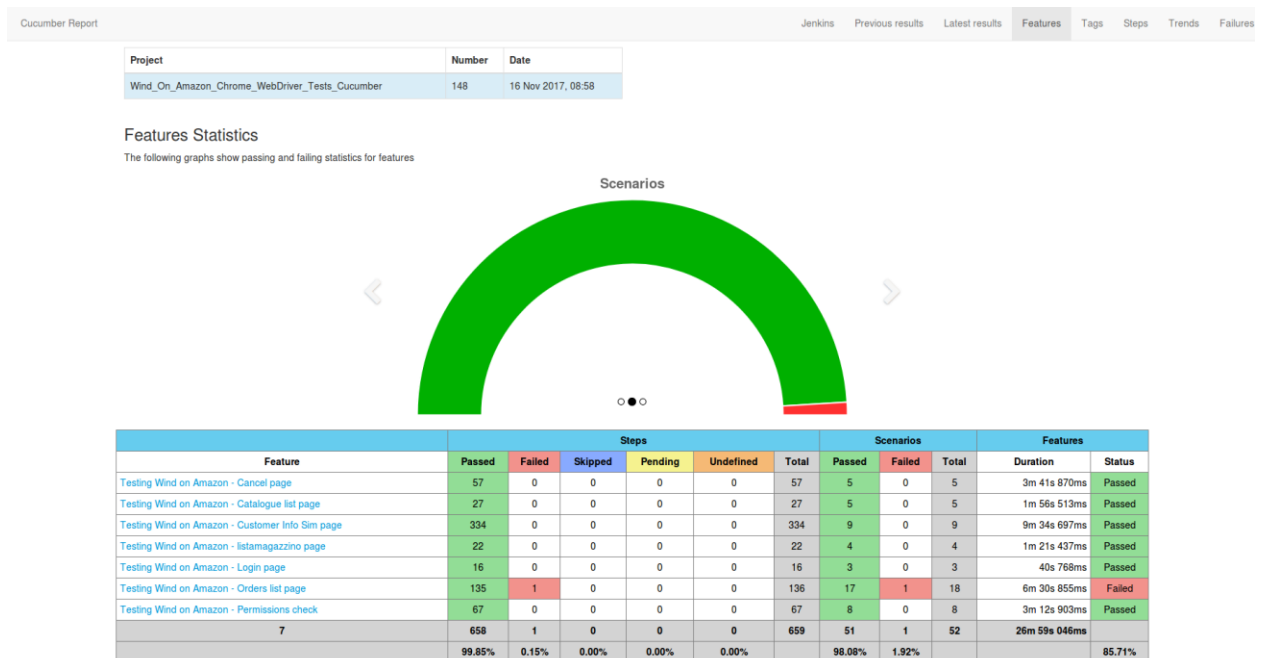 Cucumber Report Jenkins Previous results Latest results Features Tags Steps Trends Failures
Project Number Date
Wind_On_Amazon_Chrome_WebDriver_Tests_Cucumber 148 16 Nov 2017, 08:58
Features Statistics
The following graphs show passing and failing statistics for features
Scenarios
Steps Scenarios Features
Feature Passed Failed Skipped Pending Undefined Total Passed Failed Total Duration Status
Testing Wind on Amazon - Cancel page 57 0 0 0 0 57 5 0 5 3m 41s 870ms Passed
Testing Wind on Amazon - Catalogue list page 27 0 0 0 0 27 5 0 5 1m 56s 513ms Passed
Testing Wind on Amazon - Customer Info Sim page 334 0 0 0 0 334 9 0 9 9m 34s 697ms Passed
Testing Wind on Amazon - listamagazzino page 22 0 0 0 0 22 4 0 4 1m 21s 437ms Passed
Testing Wind on Amazon - Login page 16 0 0 0 0 16 3 0 3 40s 768ms Passed
Testing Wind on Amazon - Orders list page 135 1 0 0 0 136 17 1 18 6m 30s 855ms Failed
Testing Wind on Amazon - Permissions check 67 0 0 0 0 67 8 0 8 3m 12s 903ms Passed
7 658 1 0 0 0 659 51 1 52 26m 59s 046ms
99.85% 0.15% 0.00% 0.00% 0.00% 98.08% 1.92% 85.71%